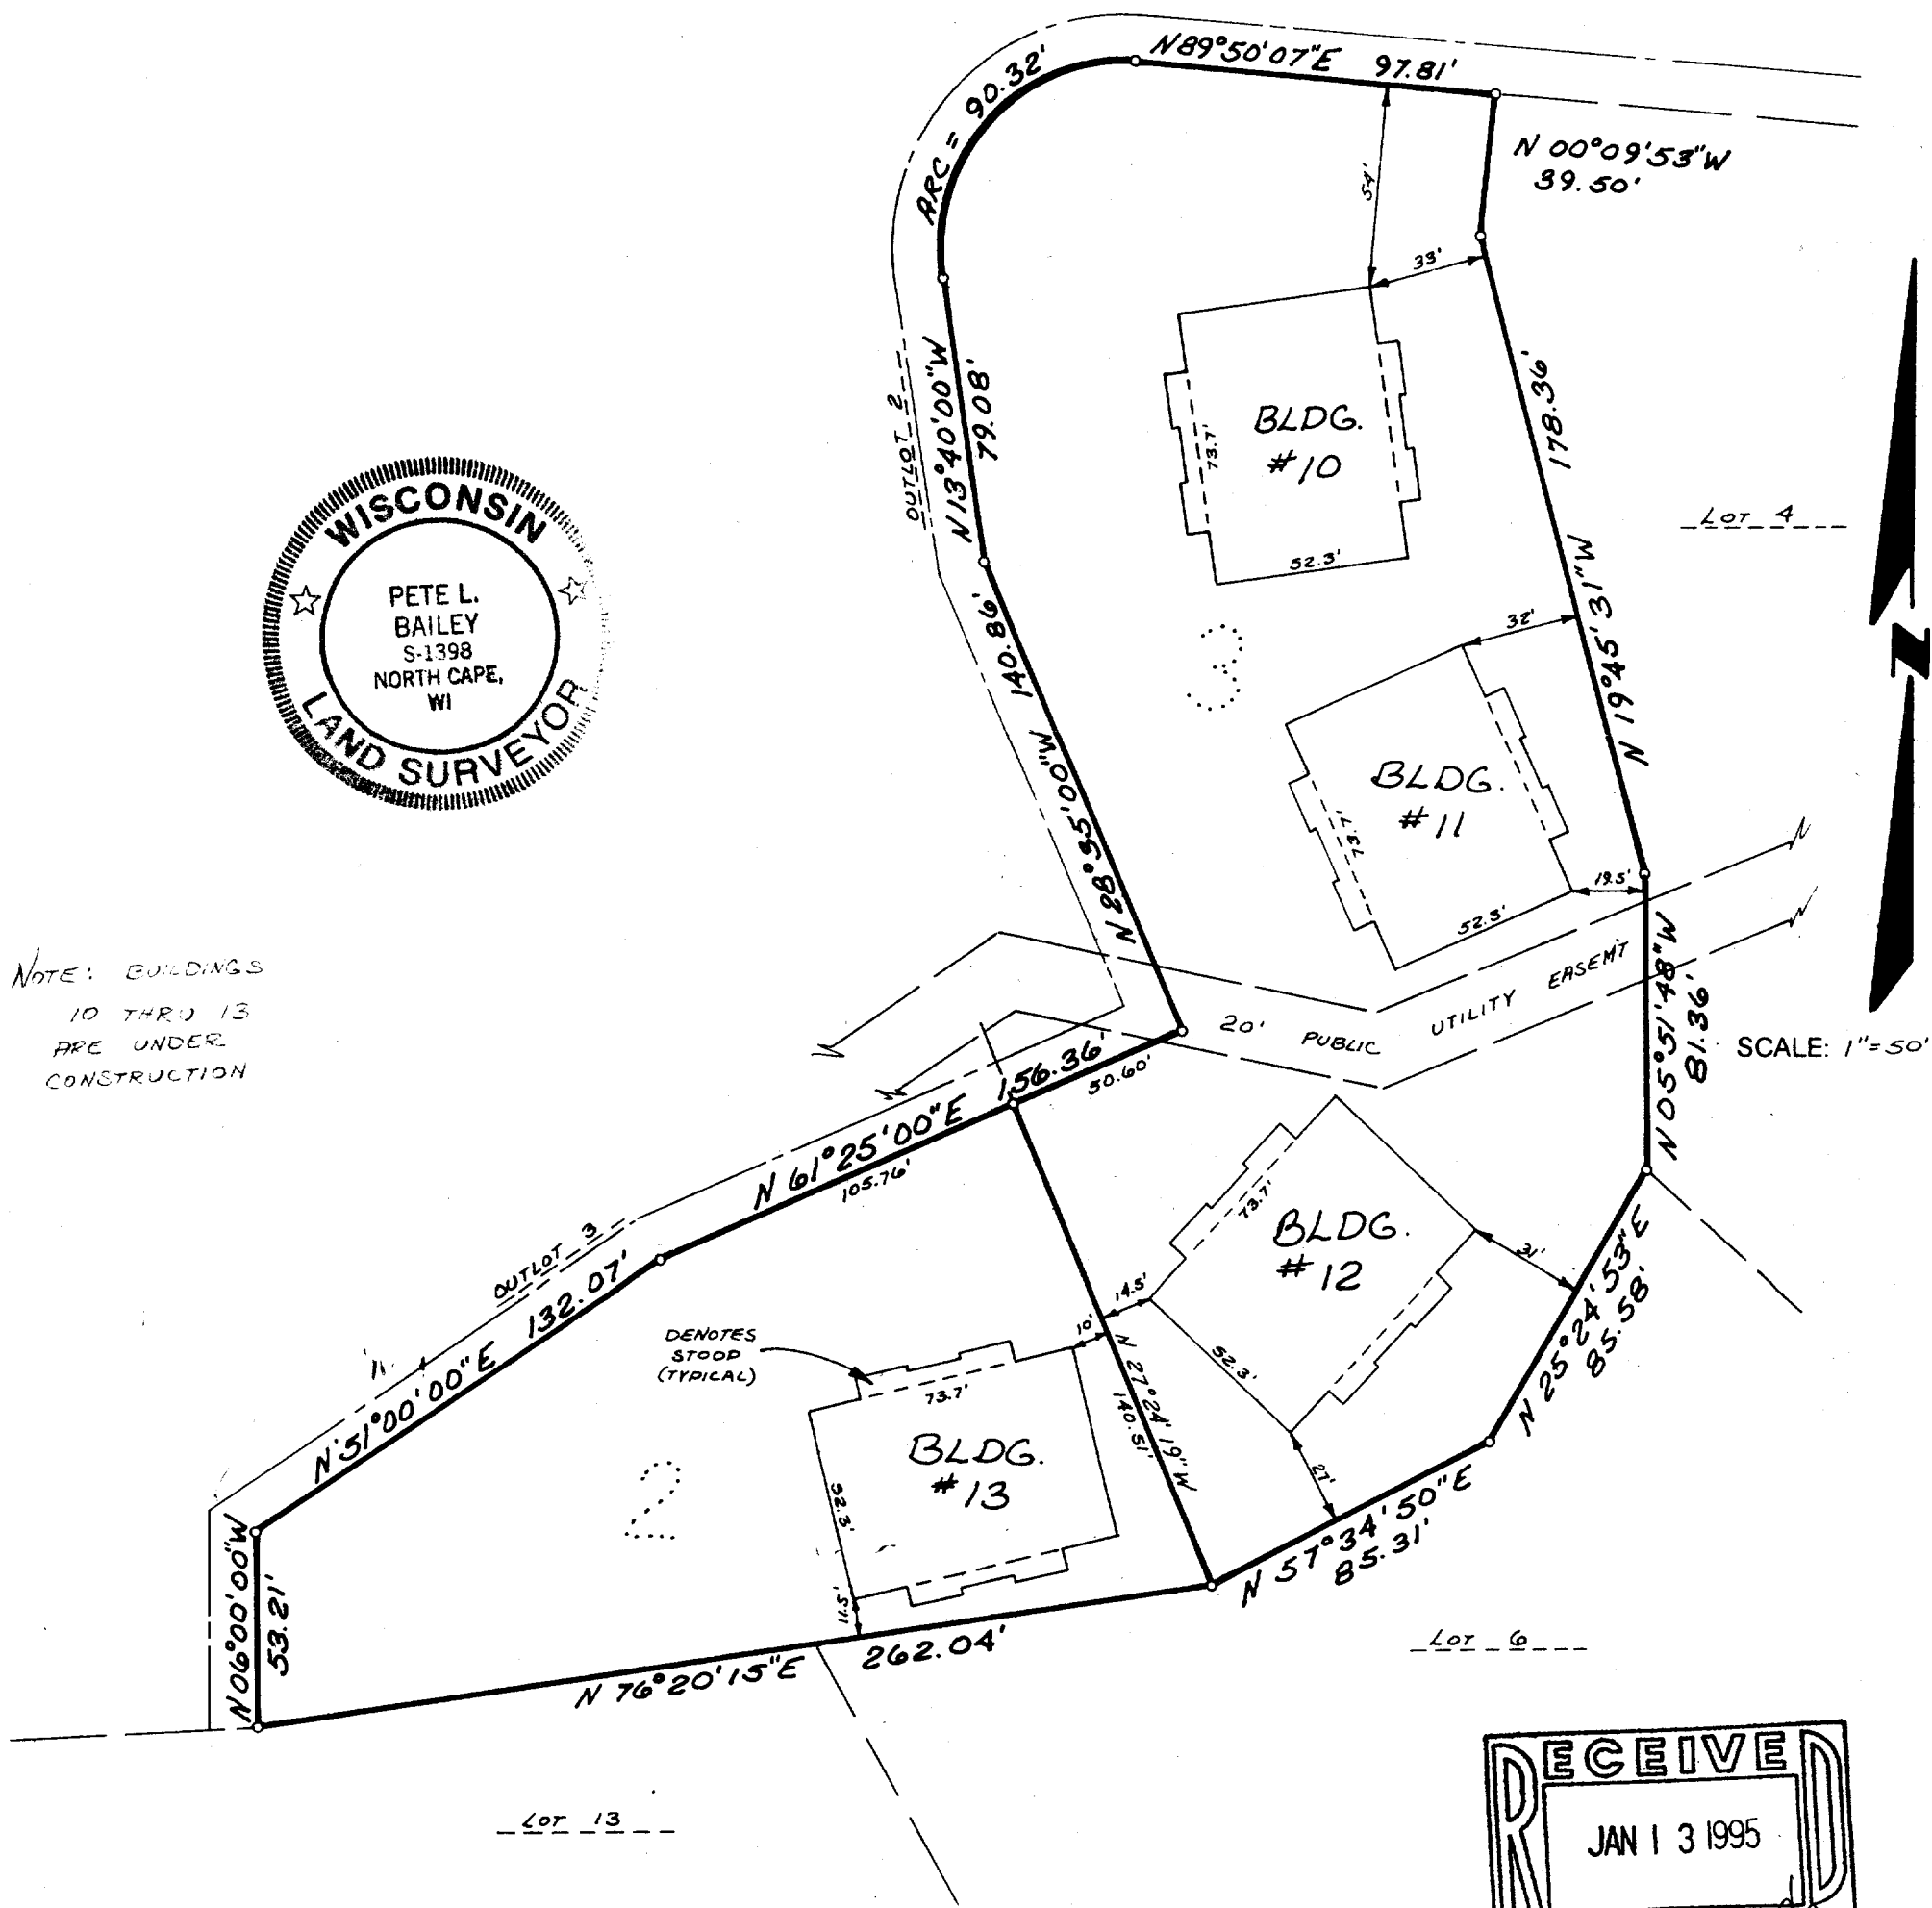 N89°50'07"E 97.81'
ARC = 90.32'
N 00°09'53"W
39.50'
54'
33'
OUTLOT 2
N 13°40'00"W
79.08'
BLDG.
#10
73.7'
52.3'
178.36'
N 19°45'31"W
LOT 4
WISCONSIN
PETE L.
BAILEY
S-1398
NORTH CAPE,
WI
LAND SURVEYOR
140.86'
N 28°35'00"W
3
32'
BLDG.
#11
73.7'
52.3'
19.5'
N
NOTE: BUILDINGS
10 THRU 13
ARE UNDER
CONSTRUCTION
20' PUBLIC UTILITY EASEMT
N 05°51'48"W
81.36'
SCALE: 1"=50'
156.36'
50.60'
N 61°25'00"E
105.76'
OUTLOT 3
132.07'
N 51°00'00"E
BLDG.
#12
73.7'
52.3'
31'
14.5'
10'
27'
N 25°24'53"E
85.58'
DENOTES
STOOP
(TYPICAL)
73.7'
BLDG.
#13
52.3'
11.5'
2
N 27°24'19"W
140.51'
N 57°34'50"E
85.31'
N 06°00'00"W
53.21'
N 76°20'15"E 262.04'
LOT 6
LOT 13
RECEIVED
JAN 13 1995